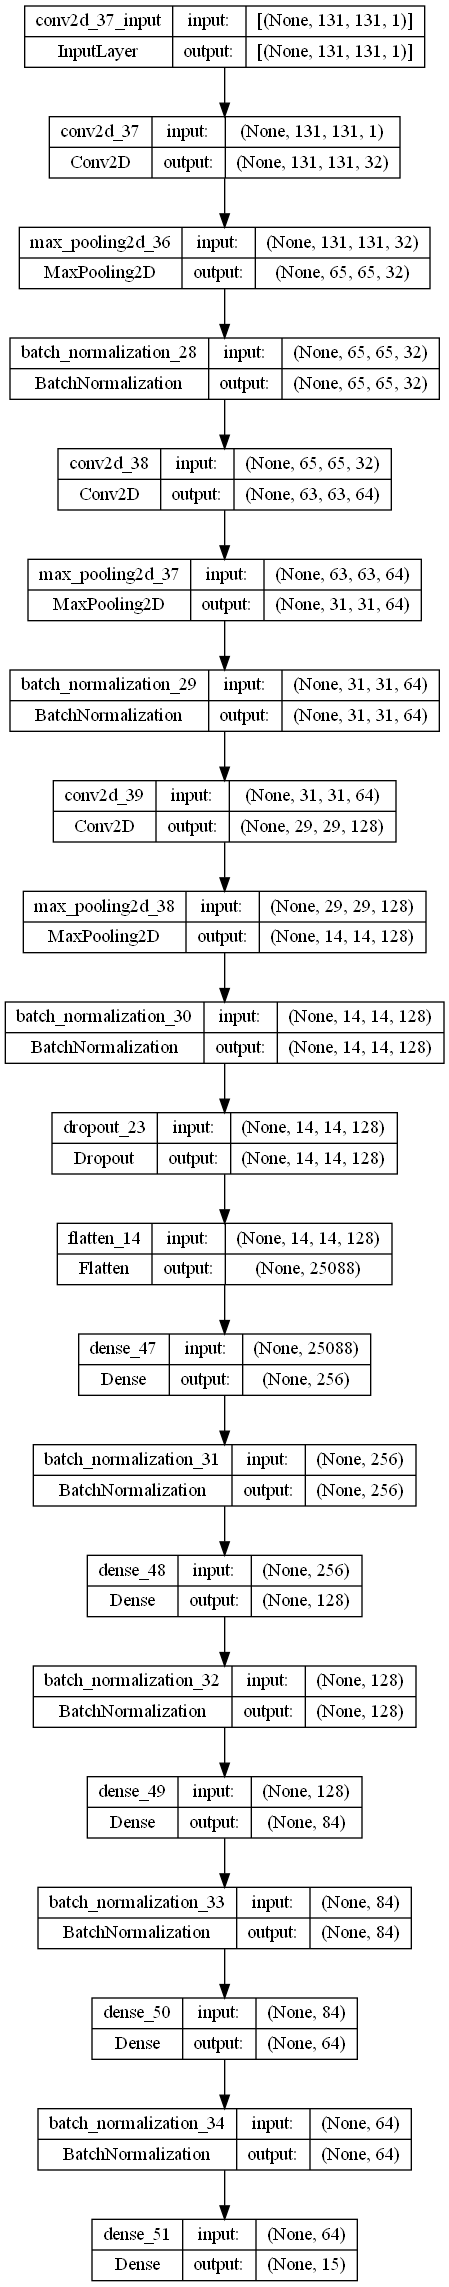 conv2d_37_input input: [(None, 131, 131, 1)]
InputLayer output: [(None, 131, 131, 1)]
conv2d_37 input: (None, 131, 131, 1)
Conv2D output: (None, 131, 131, 32)
max_pooling2d_36 input: (None, 131, 131, 32)
MaxPooling2D output: (None, 65, 65, 32)
batch_normalization_28 input: (None, 65, 65, 32)
BatchNormalization output: (None, 65, 65, 32)
conv2d_38 input: (None, 65, 65, 32)
Conv2D output: (None, 63, 63, 64)
max_pooling2d_37 input: (None, 63, 63, 64)
MaxPooling2D output: (None, 31, 31, 64)
batch_normalization_29 input: (None, 31, 31, 64)
BatchNormalization output: (None, 31, 31, 64)
conv2d_39 input: (None, 31, 31, 64)
Conv2D output: (None, 29, 29, 128)
max_pooling2d_38 input: (None, 29, 29, 128)
MaxPooling2D output: (None, 14, 14, 128)
batch_normalization_30 input: (None, 14, 14, 128)
BatchNormalization output: (None, 14, 14, 128)
dropout_23 input: (None, 14, 14, 128)
Dropout output: (None, 14, 14, 128)
flatten_14 input: (None, 14, 14, 128)
Flatten output: (None, 25088)
dense_47 input: (None, 25088)
Dense output: (None, 256)
batch_normalization_31 input: (None, 256)
BatchNormalization output: (None, 256)
dense_48 input: (None, 256)
Dense output: (None, 128)
batch_normalization_32 input: (None, 128)
BatchNormalization output: (None, 128)
dense_49 input: (None, 128)
Dense output: (None, 84)
batch_normalization_33 input: (None, 84)
BatchNormalization output: (None, 84)
dense_50 input: (None, 84)
Dense output: (None, 64)
batch_normalization_34 input: (None, 64)
BatchNormalization output: (None, 64)
dense_51 input: (None, 64)
Dense output: (None, 15)